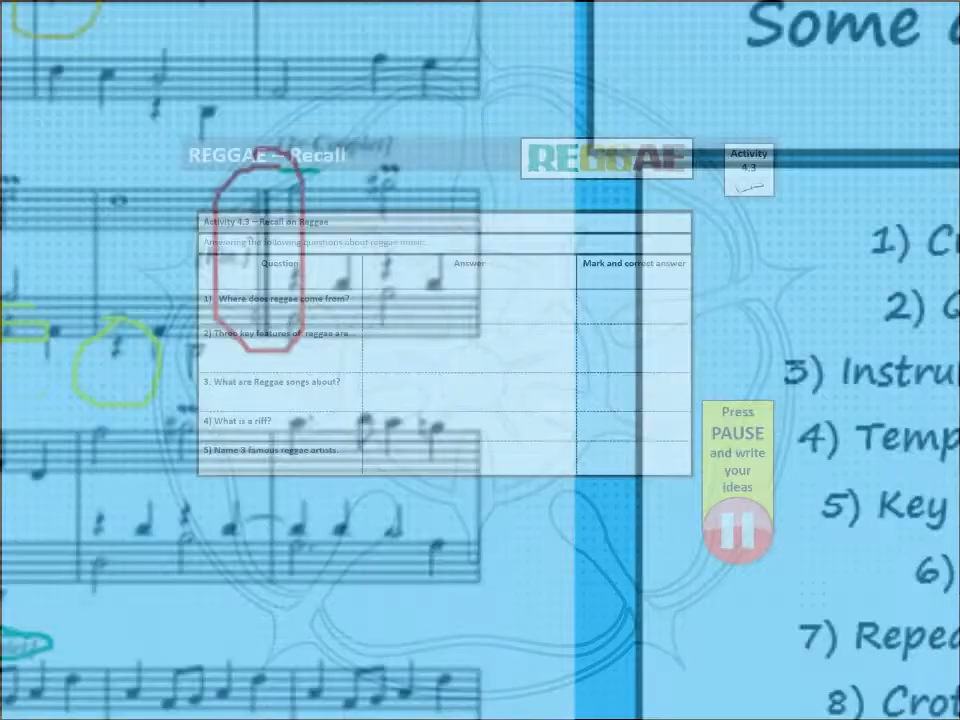 Some
REGGAE – Recall
REGGAE
Activity
4.3
Activity 4.3 – Recall on Reggae
Answering the following questions about reggae music:
Question
Answer
Mark and correct answer
1) Where does reggae come from?
2) Three key features of reggae are...
3. What are Reggae songs about?
4) What is a riff?
5) Name 3 famous reggae artists.
Press
PAUSE
and write
your
ideas
1) C
2)
3) Instru
4) Temp
5) Key
6)
7) Repea
8) Crot